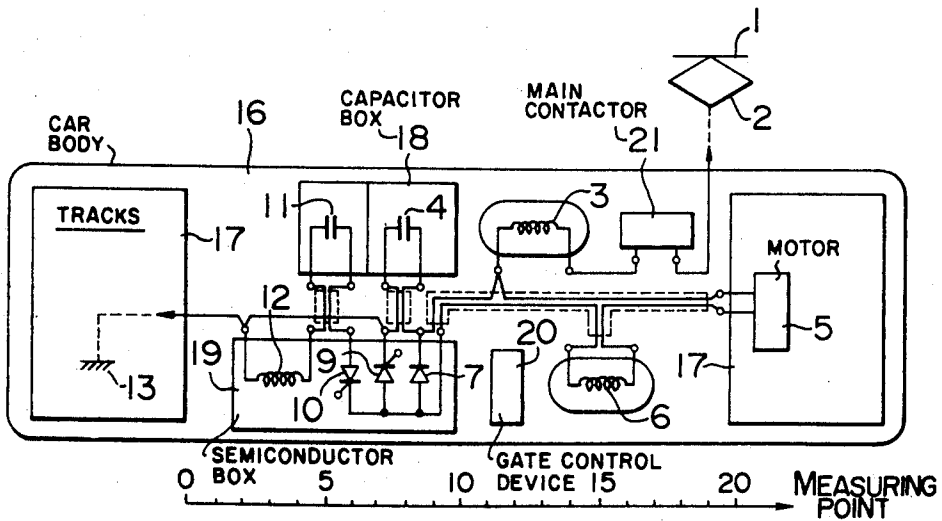 1
2
MAIN
CONTACTOR
21
CAPACITOR
BOX 18
16
CAR
BODY
11
4
3
TRACKS
17
MOTOR
5
12
13
19
9
10
7
20
6
17
SEMICONDUCTOR
BOX
GATE CONTROL
DEVICE
0 5 10 15 20
MEASURING
POINT